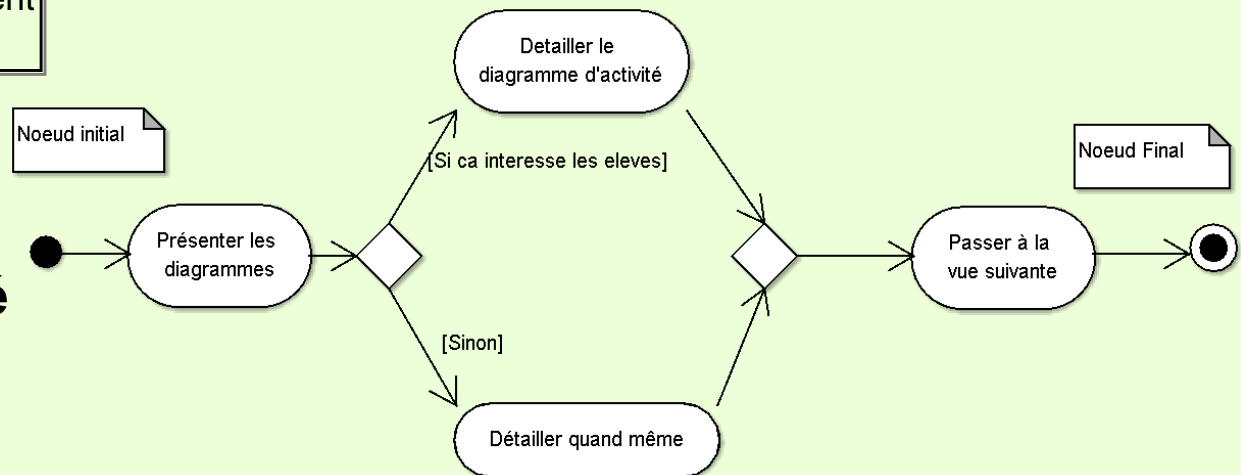 Detailler le
diagramme d'activité
Noeud initial
Noeud Final
[Si ca interesse les eleves]
Présenter les
diagrammes
Passer à la
vue suivante
[Sinon]
Détailler quand même